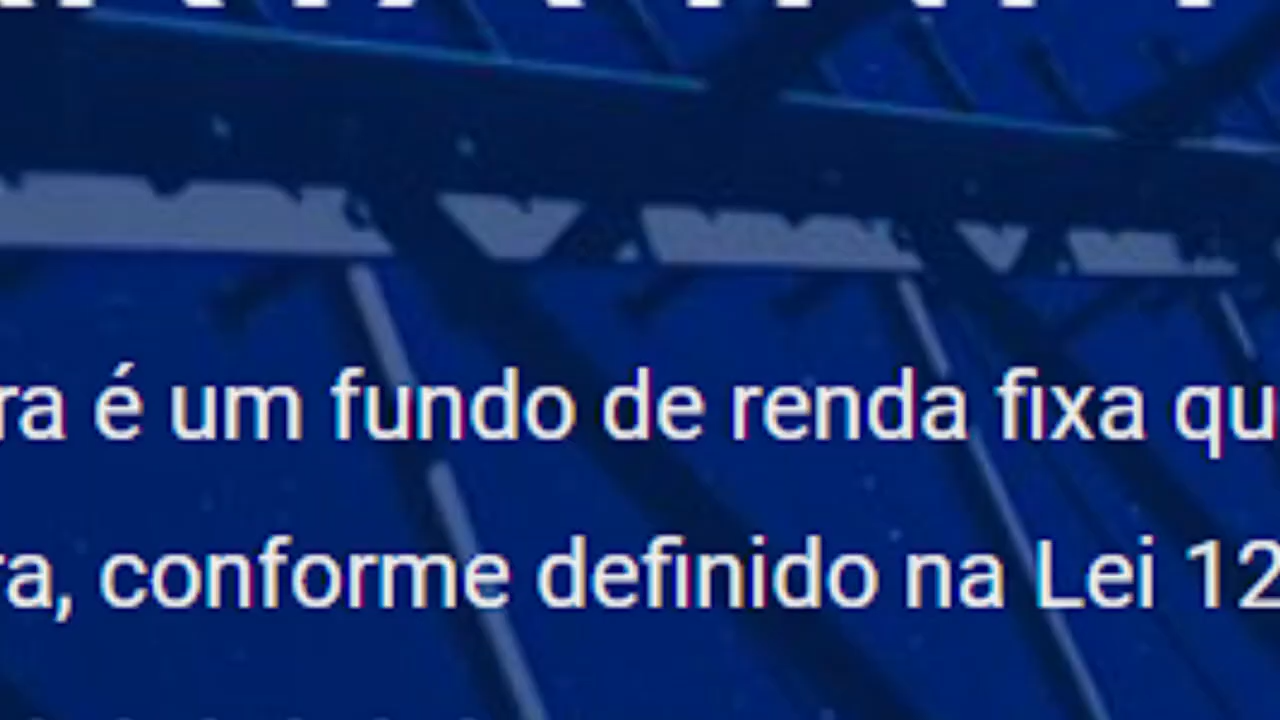 ra é um fundo de renda fixa qu
ra, conforme definido na Lei 12